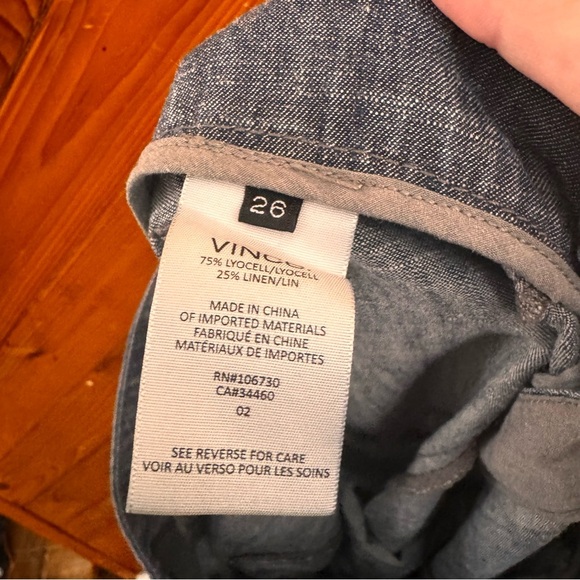 26
VINCE.
75% LYOCELL/LYOCELL
25% LINEN/LIN
MADE IN CHINA
OF IMPORTED MATERIALS
FABRIQUÉ EN CHINE
MATÉRIAUX DE IMPORTES
RN#106730
CA#34460
02
SEE REVERSE FOR CARE
VOIR AU VERSO POUR LES SOINS